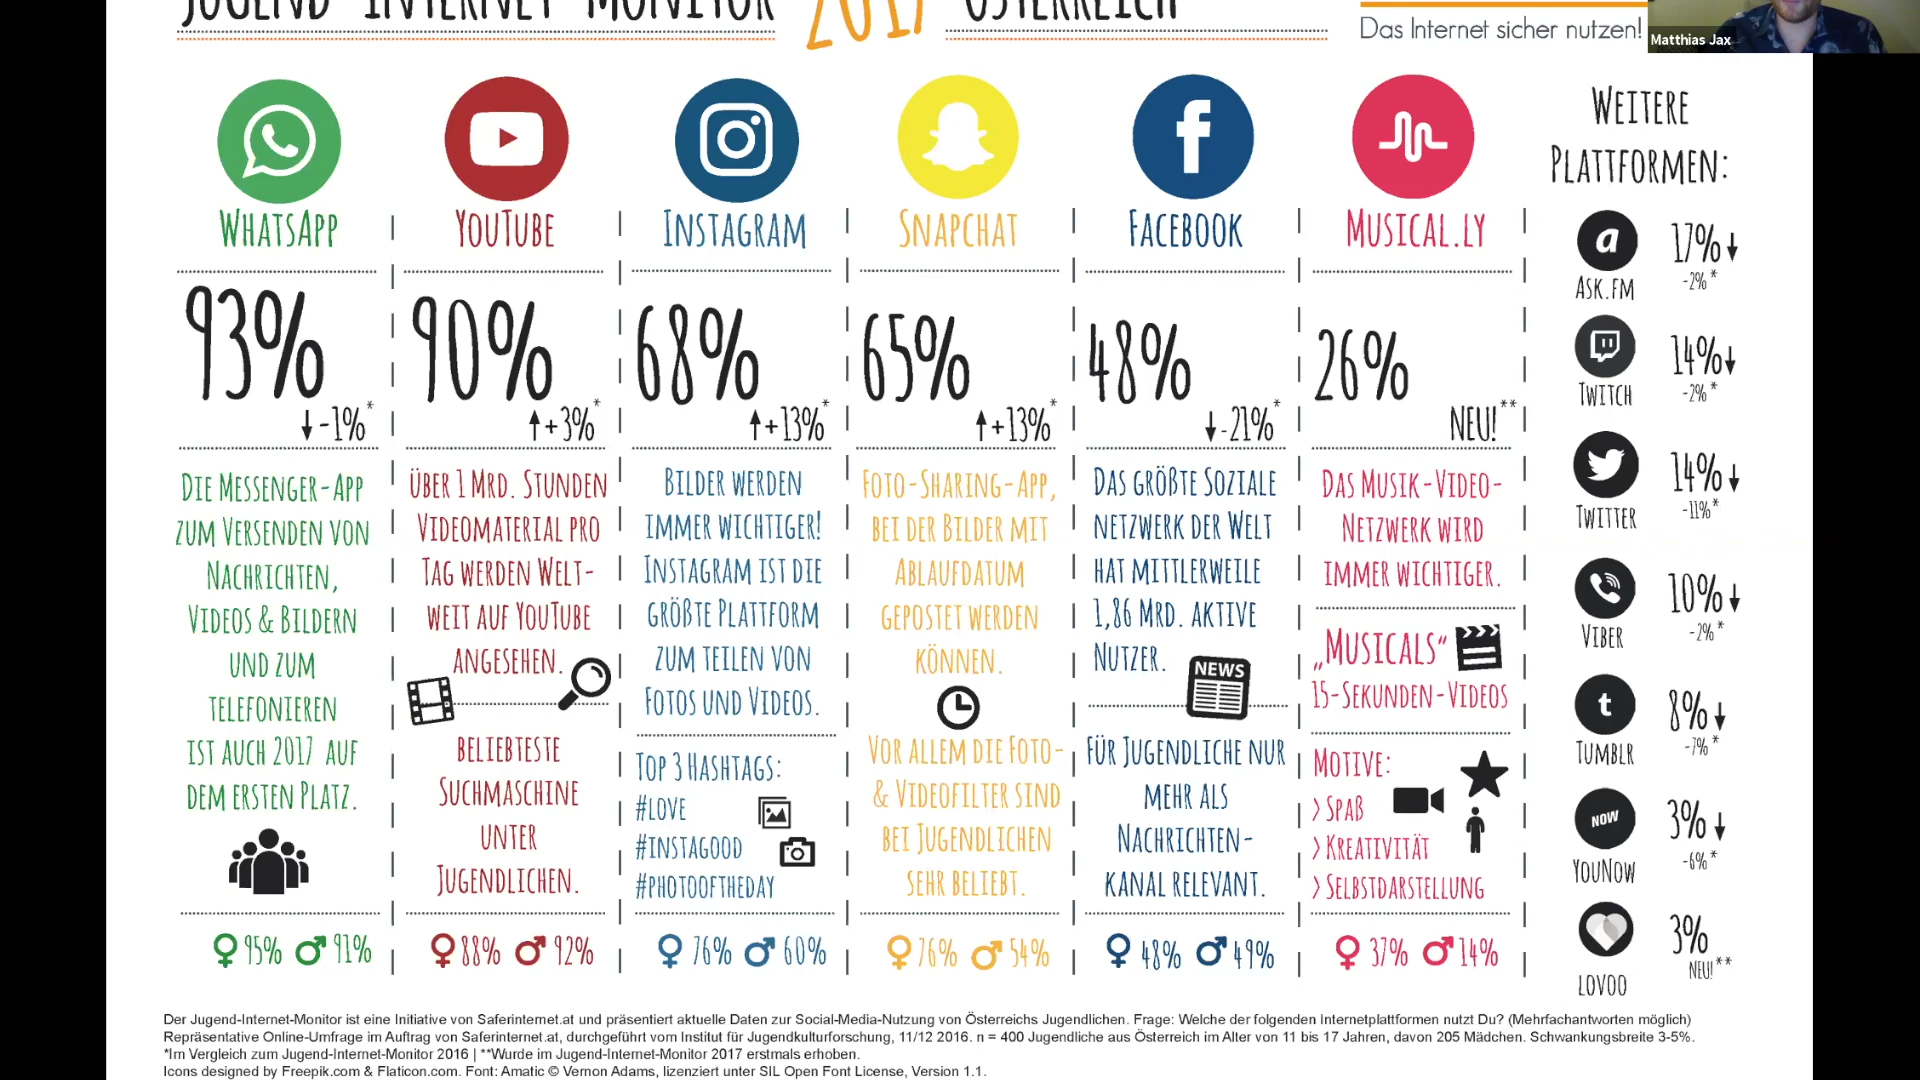 JUGEND-INTERNET-MONITOR 2017 ÖSTERREICH
Das Internet sicher nutzen!
Matthias Jax
WHATSAPP
93%
-1%*
DIE MESSENGER-APP
ZUM VERSENDEN VON
NACHRICHTEN,
VIDEOS & BILDERN
UND ZUM
TELEFONIEREN
IST AUCH 2017 AUF
DEM ERSTEN PLATZ.
♀ 95% ♂ 91%
YOUTUBE
90%
+3%*
ÜBER 1 MRD. STUNDEN
VIDEOMATERIAL PRO
TAG WERDEN WELT-
WEIT AUF YOUTUBE
ANGESEHEN.
BELIEBTESTE
SUCHMASCHINE
UNTER
JUGENDLICHEN.
♀ 88% ♂ 92%
INSTAGRAM
68%
+13%*
BILDER WERDEN
IMMER WICHTIGER!
INSTAGRAM IST DIE
GRÖßTE PLATTFORM
ZUM TEILEN VON
FOTOS UND VIDEOS.
TOP 3 HASHTAGS:
#LOVE
#INSTAGOOD
#PHOTOOFTHEDAY
♀ 76% ♂ 60%
SNAPCHAT
65%
+13%*
FOTO-SHARING-APP,
BEI DER BILDER MIT
ABLAUFDATUM
GEPOSTET WERDEN
KÖNNEN.
VOR ALLEM DIE FOTO-
& VIDEOFILTER SIND
BEI JUGENDLICHEN
SEHR BELIEBT.
♀ 76% ♂ 54%
FACEBOOK
48%
-21%*
DAS GRÖßTE SOZIALE
NETZWERK DER WELT
HAT MITTLERWEILE
1,86 MRD. AKTIVE
NUTZER.
NEWS
FÜR JUGENDLICHE NUR
MEHR ALS
NACHRICHTEN-
KANAL RELEVANT.
♀ 48% ♂ 49%
MUSICAL.LY
26%
NEU!**
DAS MUSIK-VIDEO-
NETZWERK WIRD
IMMER WICHTIGER.
„MUSICALS“
15-SEKUNDEN-VIDEOS
MOTIVE:
> SPAß
> KREATIVITÄT
> SELBSTDARSTELLUNG
♀ 37% ♂ 14%
WEITERE
PLATTFORMEN:
ASK.FM 17% -2%*
TWITCH 14% -2%*
TWITTER 14% -11%*
VIBER 10% -2%*
TUMBLR 8% -7%*
NOW
YOUNOW 3% -6%*
LOVOO 3% NEU!**
Der Jugend-Internet-Monitor ist eine Initiative von Saferinternet.at und präsentiert aktuelle Daten zur Social-Media-Nutzung von Österreichs Jugendlichen. Frage: Welche der folgenden Internetplattformen nutzt Du? (Mehrfachantworten möglich)
Repräsentative Online-Umfrage im Auftrag von Saferinternet.at, durchgeführt vom Institut für Jugendkulturforschung, 11/12 2016. n = 400 Jugendliche aus Österreich im Alter von 11 bis 17 Jahren, davon 205 Mädchen. Schwankungsbreite 3-5%.
*Im Vergleich zum Jugend-Internet-Monitor 2016 | **Wurde im Jugend-Internet-Monitor 2017 erstmals erhoben.
Icons designed by Freepik.com & Flaticon.com. Font: Amatic © Vernon Adams, lizenziert unter SIL Open Font License, Version 1.1.